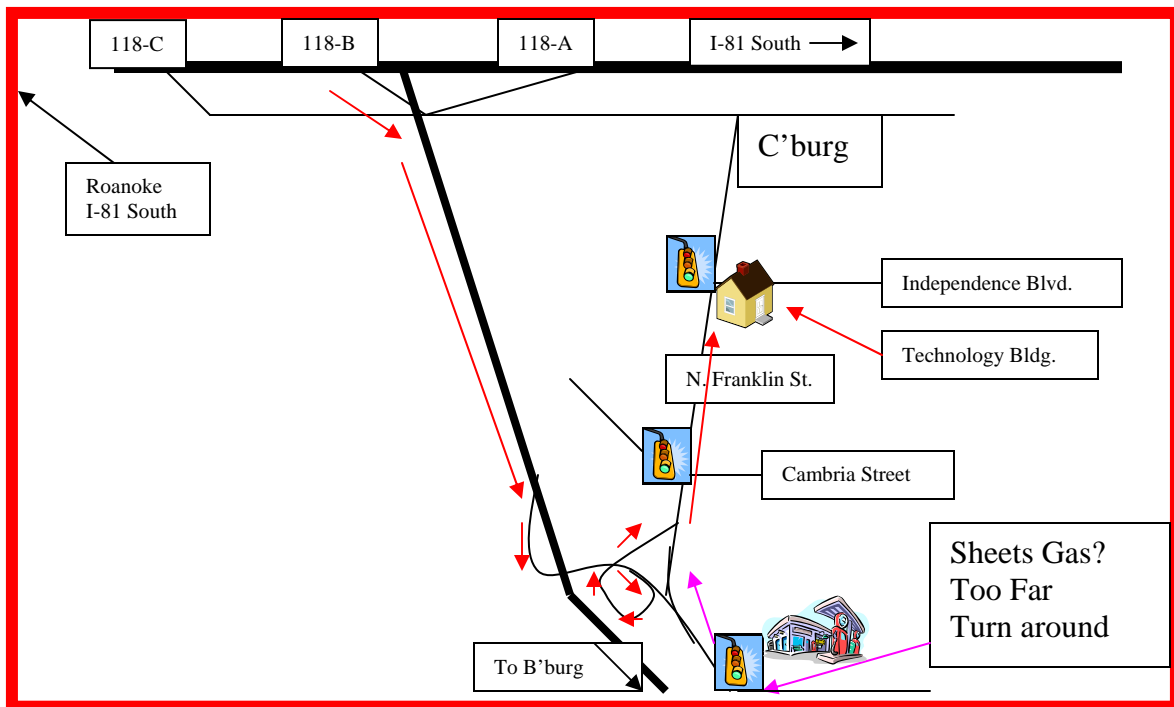 118-C
118-B
118-A
I-81 South
C'burg
Roanoke
I-81 South
Independence Blvd.
Technology Bldg.
N. Franklin St.
Cambria Street
Sheets Gas?
Too Far
Turn around
To B'burg